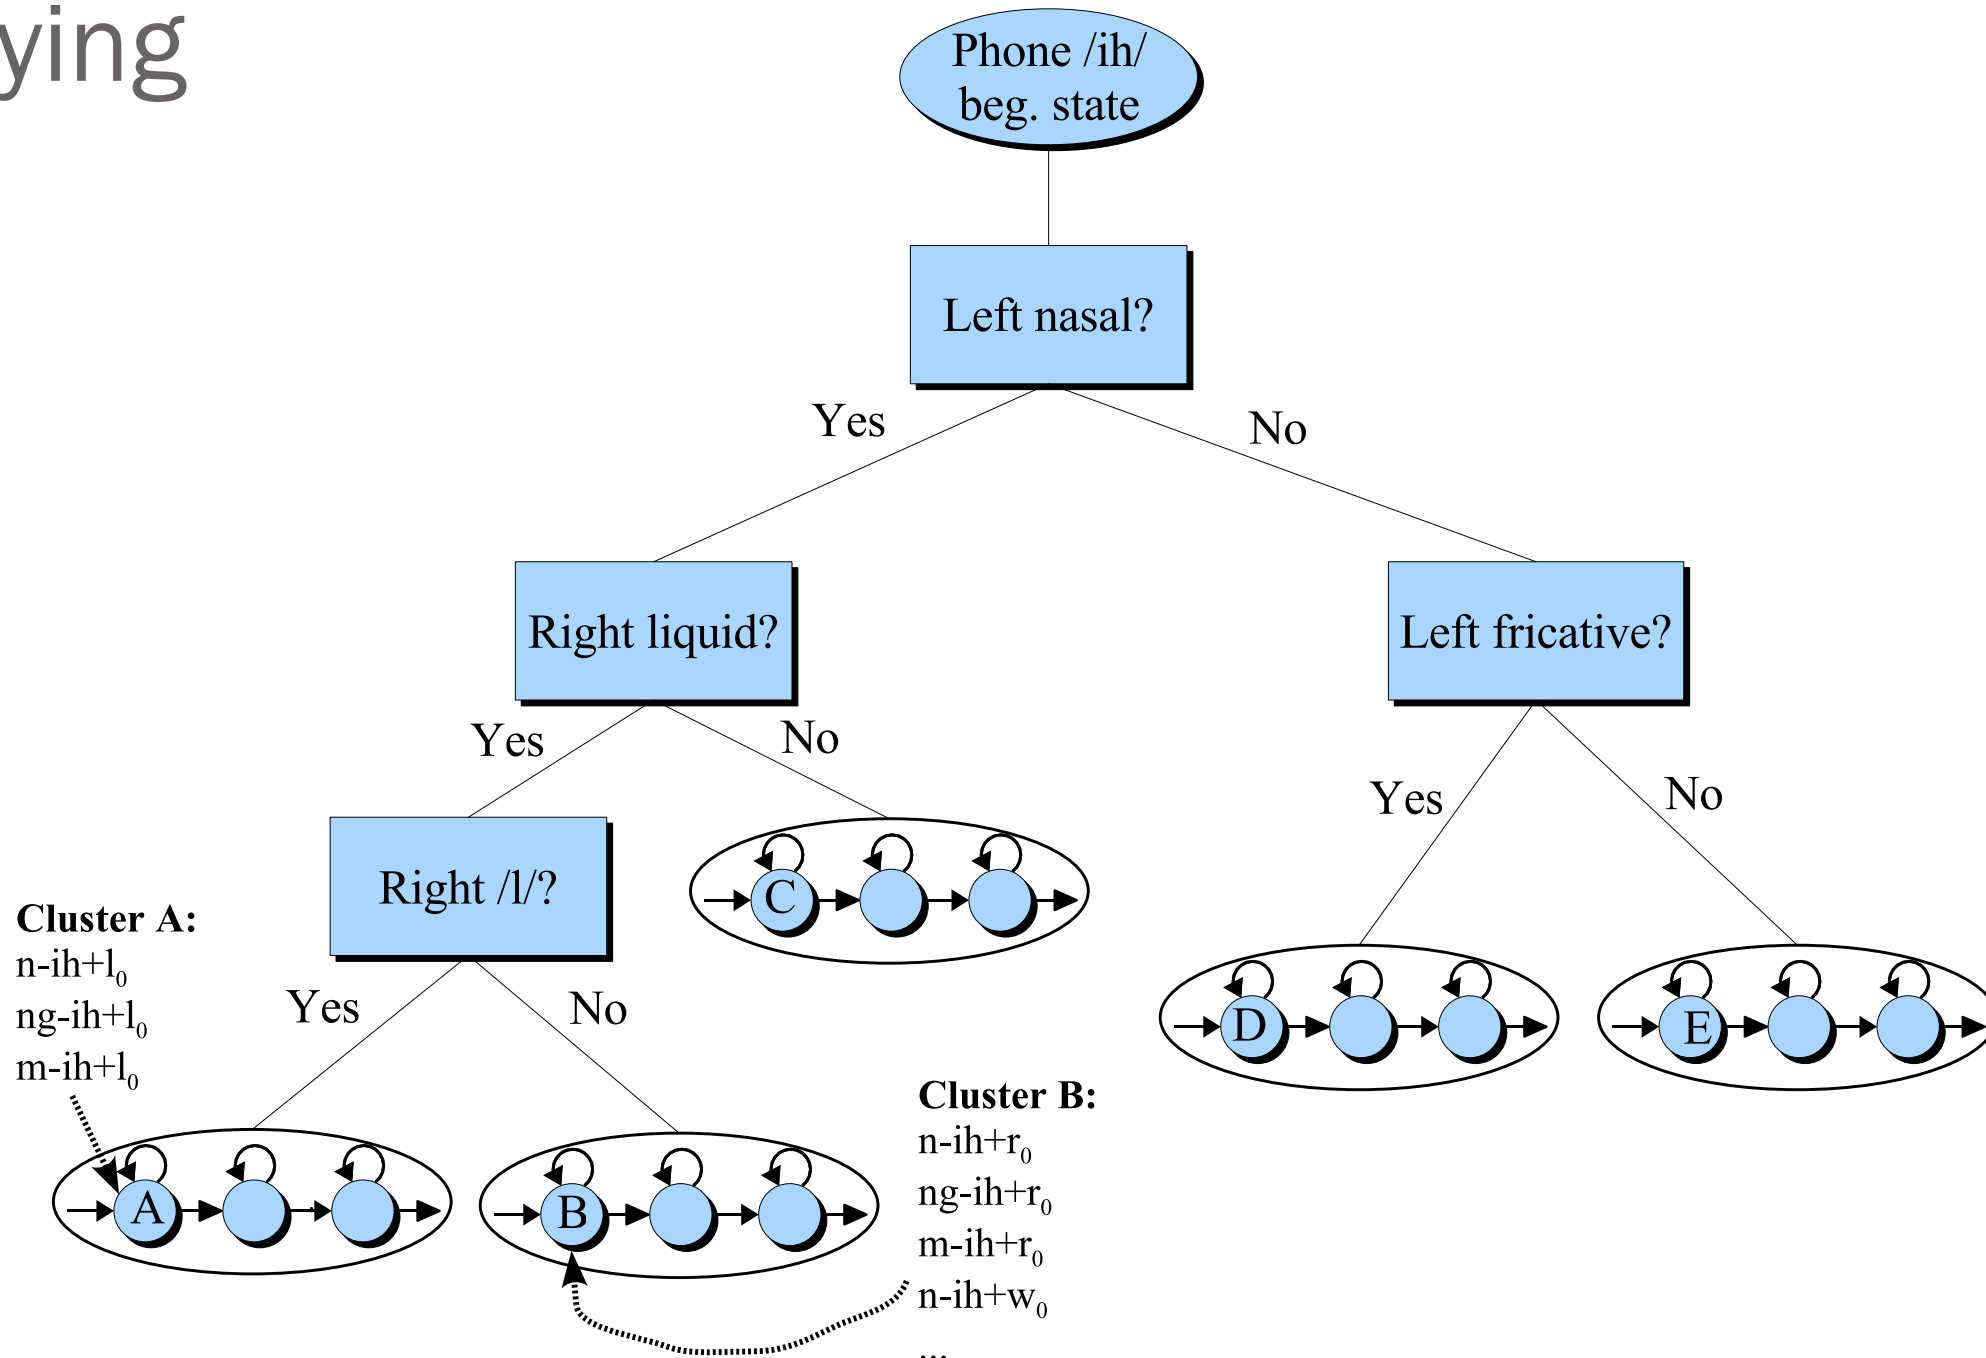 ying
Phone /ih/
beg. state
Left nasal?
Yes
No
Right liquid?
Left fricative?
Yes
No
Yes
No
Right /l/?
C
Cluster A:
n-ih+l₀
ng-ih+l₀
m-ih+l₀
Yes
No
D
E
A
B
Cluster B:
n-ih+r₀
ng-ih+r₀
m-ih+r₀
n-ih+w₀
...